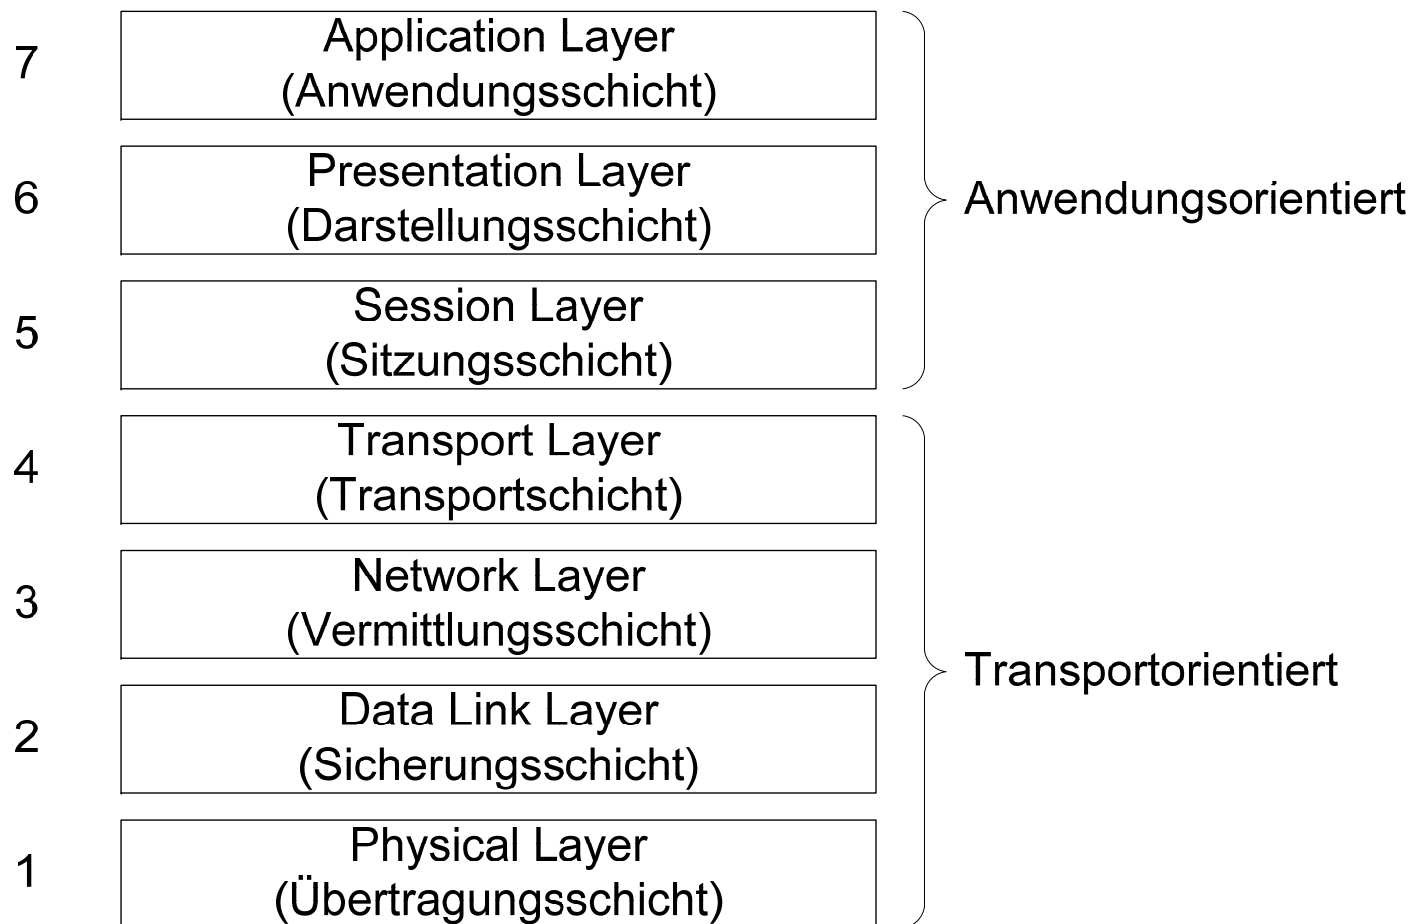 7
Application Layer
(Anwendungsschicht)
6
Presentation Layer
(Darstellungsschicht)
Anwendungsorientiert
5
Session Layer
(Sitzungsschicht)
4
Transport Layer
(Transportschicht)
3
Network Layer
(Vermittlungsschicht)
Transportorientiert
2
Data Link Layer
(Sicherungsschicht)
1
Physical Layer
(Übertragungsschicht)